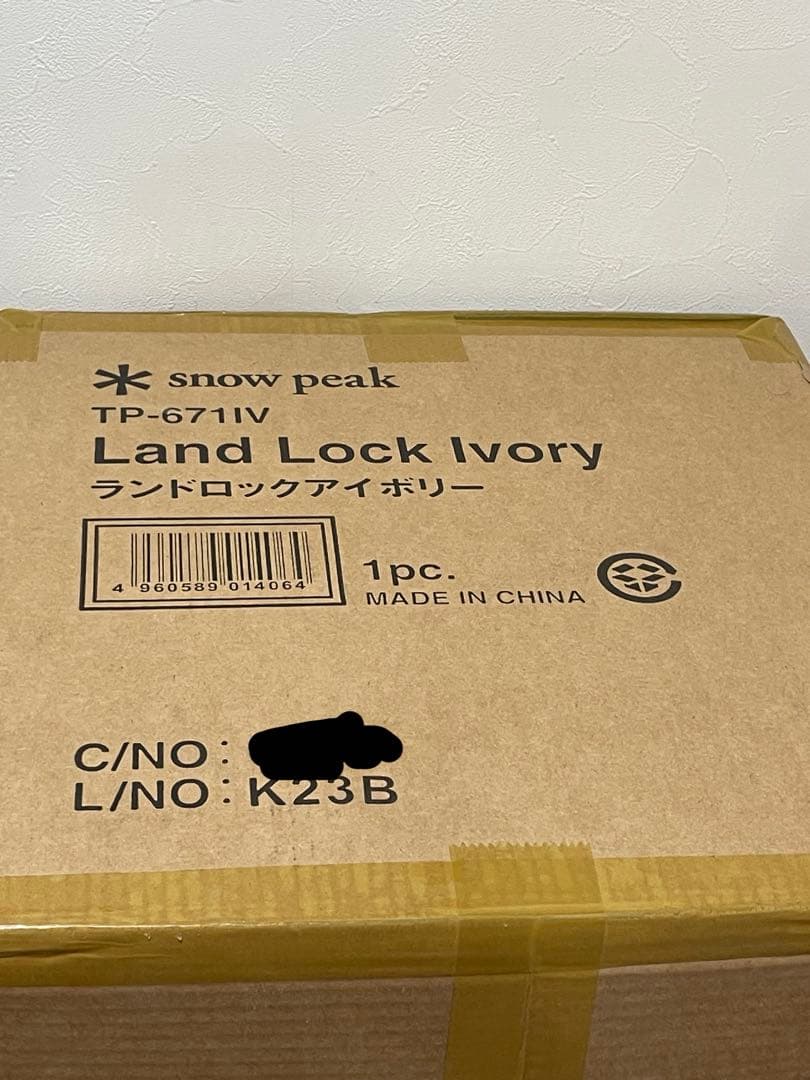 snow peak
TP-671IV
Land Lock Ivory
ランドロックアイボリー
4 960589 014064
1pc.
MADE IN CHINA
C/NO:
L/NO: K23B